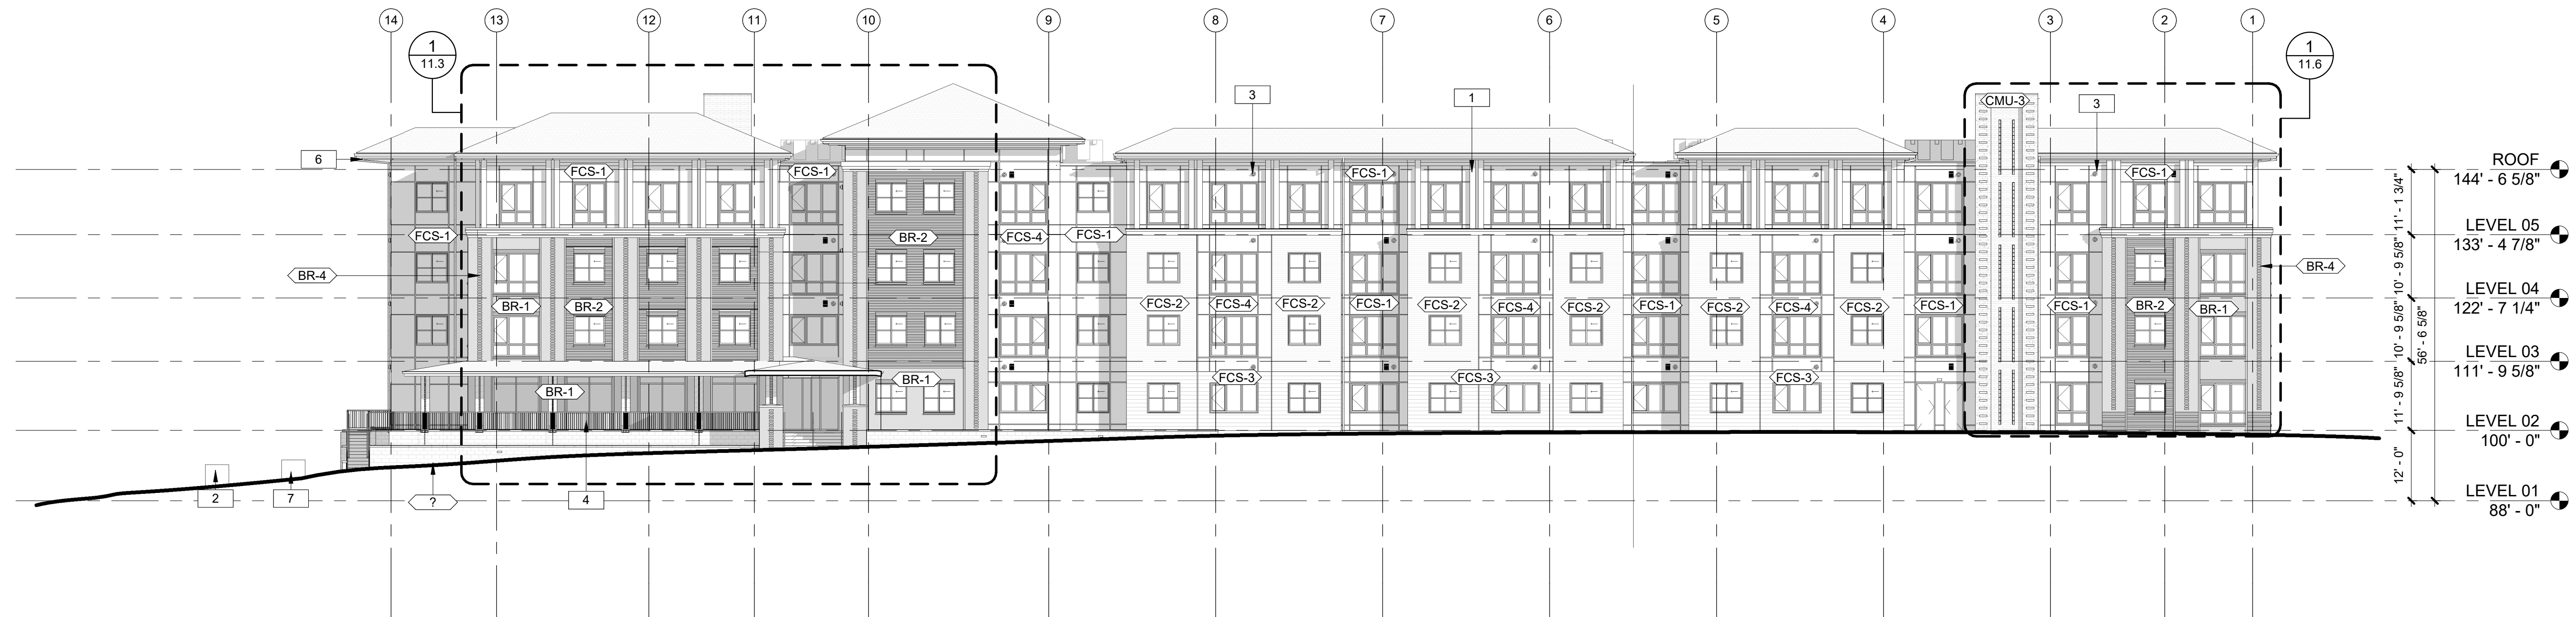 14 13 12 11 10 9 8 7 6 5 4 3 2 1
1
11.3
1
11.6
3
1
CMU-3
3
6
ROOF
144' - 6 5/8"
FCS-1
FCS-1
FCS-1
FCS-1
11' - 1 3/4"
LEVEL 05
133' - 4 7/8"
FCS-1
BR-2
FCS-4
FCS-1
BR-4
BR-4
10' - 9 5/8"
LEVEL 04
122' - 7 1/4"
BR-1
BR-2
FCS-2
FCS-4
FCS-2
FCS-1
FCS-2
FCS-4
FCS-2
FCS-1
FCS-2
FCS-4
FCS-2
FCS-1
FCS-1
BR-2
BR-1
10' - 9 5/8"
56' - 6 5/8"
LEVEL 03
111' - 9 5/8"
BR-1
BR-1
FCS-3
FCS-3
FCS-3
11' - 9 5/8"
LEVEL 02
100' - 0"
12' - 0"
2
7
?
4
LEVEL 01
88' - 0"